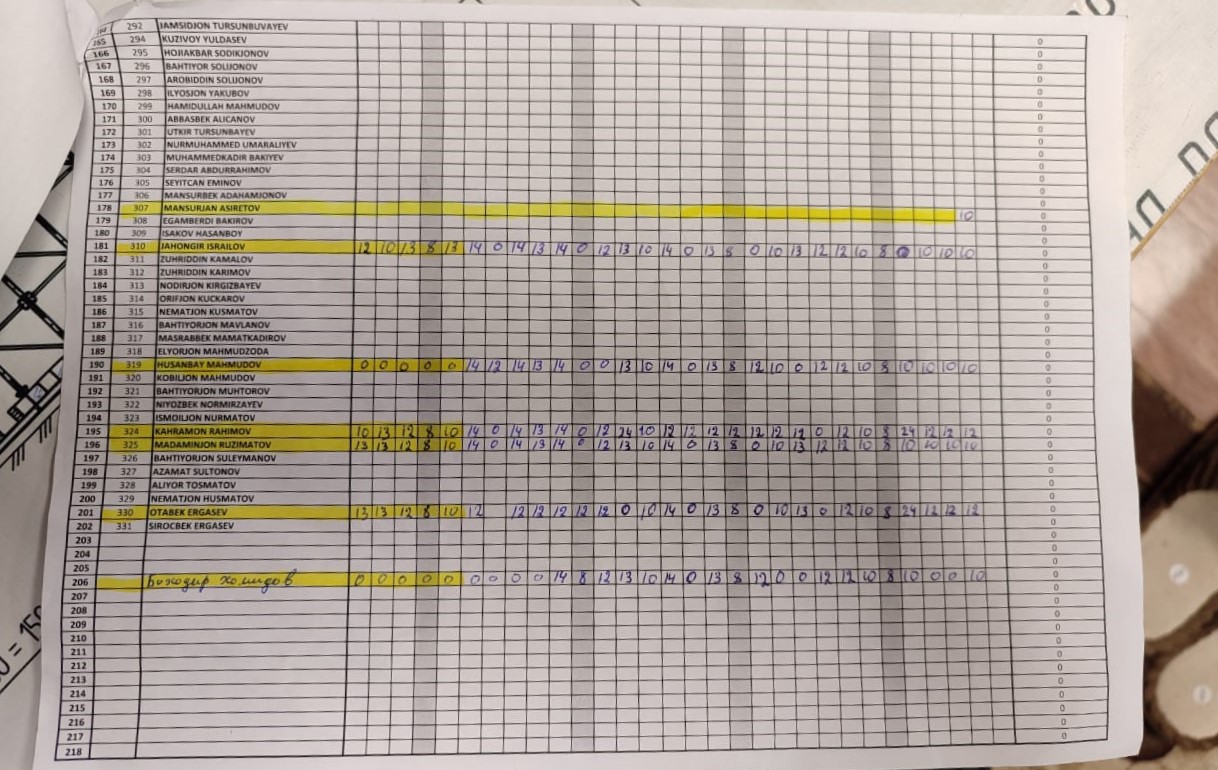 292 JAMSIDJON TURSUNBUVAYEV
165 294 KUZIVOY YULDASEV 0
166 295 HOJIAKBAR SODIKJONOV 0
167 296 BAHTIYOR SOLIJONOV 0
168 297 AROBIDDIN SOLIJONOV 0
169 298 ILYOSJON YAKUBOV 0
170 299 HAMIDULLAH MAHMUDOV 0
171 300 ABBASBEK ALICANOV 0
172 301 UTKIR TURSUNBAYEV 0
173 302 NURMUHAMMED UMARALIYEV 0
174 303 MUHAMMEDKADIR BAKIYEV 0
175 304 SERDAR ABDURRAHIMOV 0
176 305 SEYITCAN EMINOV 0
177 306 MANSURBEK ADAHAMJONOV 0
178 307 MANSURJAN ASIRETOV 10 0
179 308 EGAMBERDI BAKIROV 0
180 309 ISAKOV HASANBOY 0
181 310 JAHONGIR ISRAILOV 12 10 13 8 13 14 0 14 13 14 0 12 13 10 14 0 13 8 0 10 13 12 12 10 8 0 10 10 10 0
182 311 ZUHRIDDIN KAMALOV 0
183 312 ZUHRIDDIN KARIMOV 0
184 313 NODIRJON KIRGIZBAYEV 0
185 314 ORIFJON KUCKAROV 0
186 315 NEMATJON KUSMATOV 0
187 316 BAHTIYORJON MAVLANOV 0
188 317 MASRABBEK MAMATKADIROV 0
189 318 ELYORJON MAHMUDZODA 0
190 319 HUSANBAY MAHMUDOV 0 0 0 0 0 14 12 14 13 14 0 0 13 10 14 0 13 8 12 10 0 12 12 10 8 10 10 10 10 0
191 320 KOBILJON MAHMUDOV 0
192 321 BAHTIYORJON MUHTOROV 0
193 322 NIYOZBEK NORMIRZAYEV 0
194 323 ISMOILJON NURMATOV 0
195 324 KAHRAMON RAHIMOV 10 13 12 8 10 14 0 14 13 14 0 12 12 12 12 12 12 0
196 325 MADAMINJON RUZIMATOV 13 13 12 8 10 14 0 14 13 14 0 12 13 10 14 0 13 8 0 10 13 12 12 10 8 10 10 10 10 0
197 326 BAHTIYORJON SULEYMANOV 0
198 327 AZAMAT SULTONOV 0
199 328 ALIYOR TOSMATOV 0
200 329 NEMATJON HUSMATOV 0
201 330 OTABEK ERGASEV 13 13 12 8 10 12 12 12 12 12 12 0 10 14 0 13 8 0 10 13 0 12 10 8 24 12 12 12 0
202 331 SIROCBEK ERGASEV 0
203 0
204 0
205 0
206 Боходир Холидов 0 0 0 0 0 0 0 0 0 14 8 12 13 10 14 0 13 8 12 0 0 12 12 10 8 10 0 0 10 0
207 0
208 0
209 0
210 0
211 0
212 0
213 0
214 0
215 0
216 0
217 0
218 0